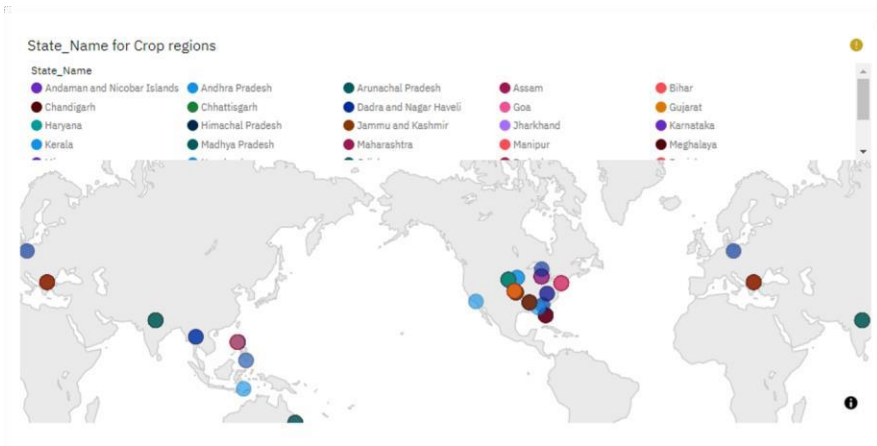 State_Name for Crop regions
State_Name
Andaman and Nicobar Islands Andhra Pradesh Arunachal Pradesh Assam Bihar
Chandigarh Chhattisgarh Dadra and Nagar Haveli Goa Gujarat
Haryana Himachal Pradesh Jammu and Kashmir Jharkhand Karnataka
Kerala Madhya Pradesh Maharashtra Manipur Meghalaya